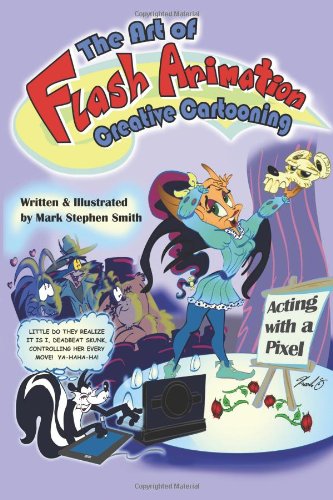 The Art of
Flash Animation
Creative Cartooning
Written & Illustrated
by Mark Stephen Smith
LITTLE DO THEY REALIZE
IT IS I, DEADBEAT SKUNK,
CONTROLLING HER EVERY
MOVE! YA-HAHA-HA!
Acting
with a
Pixel